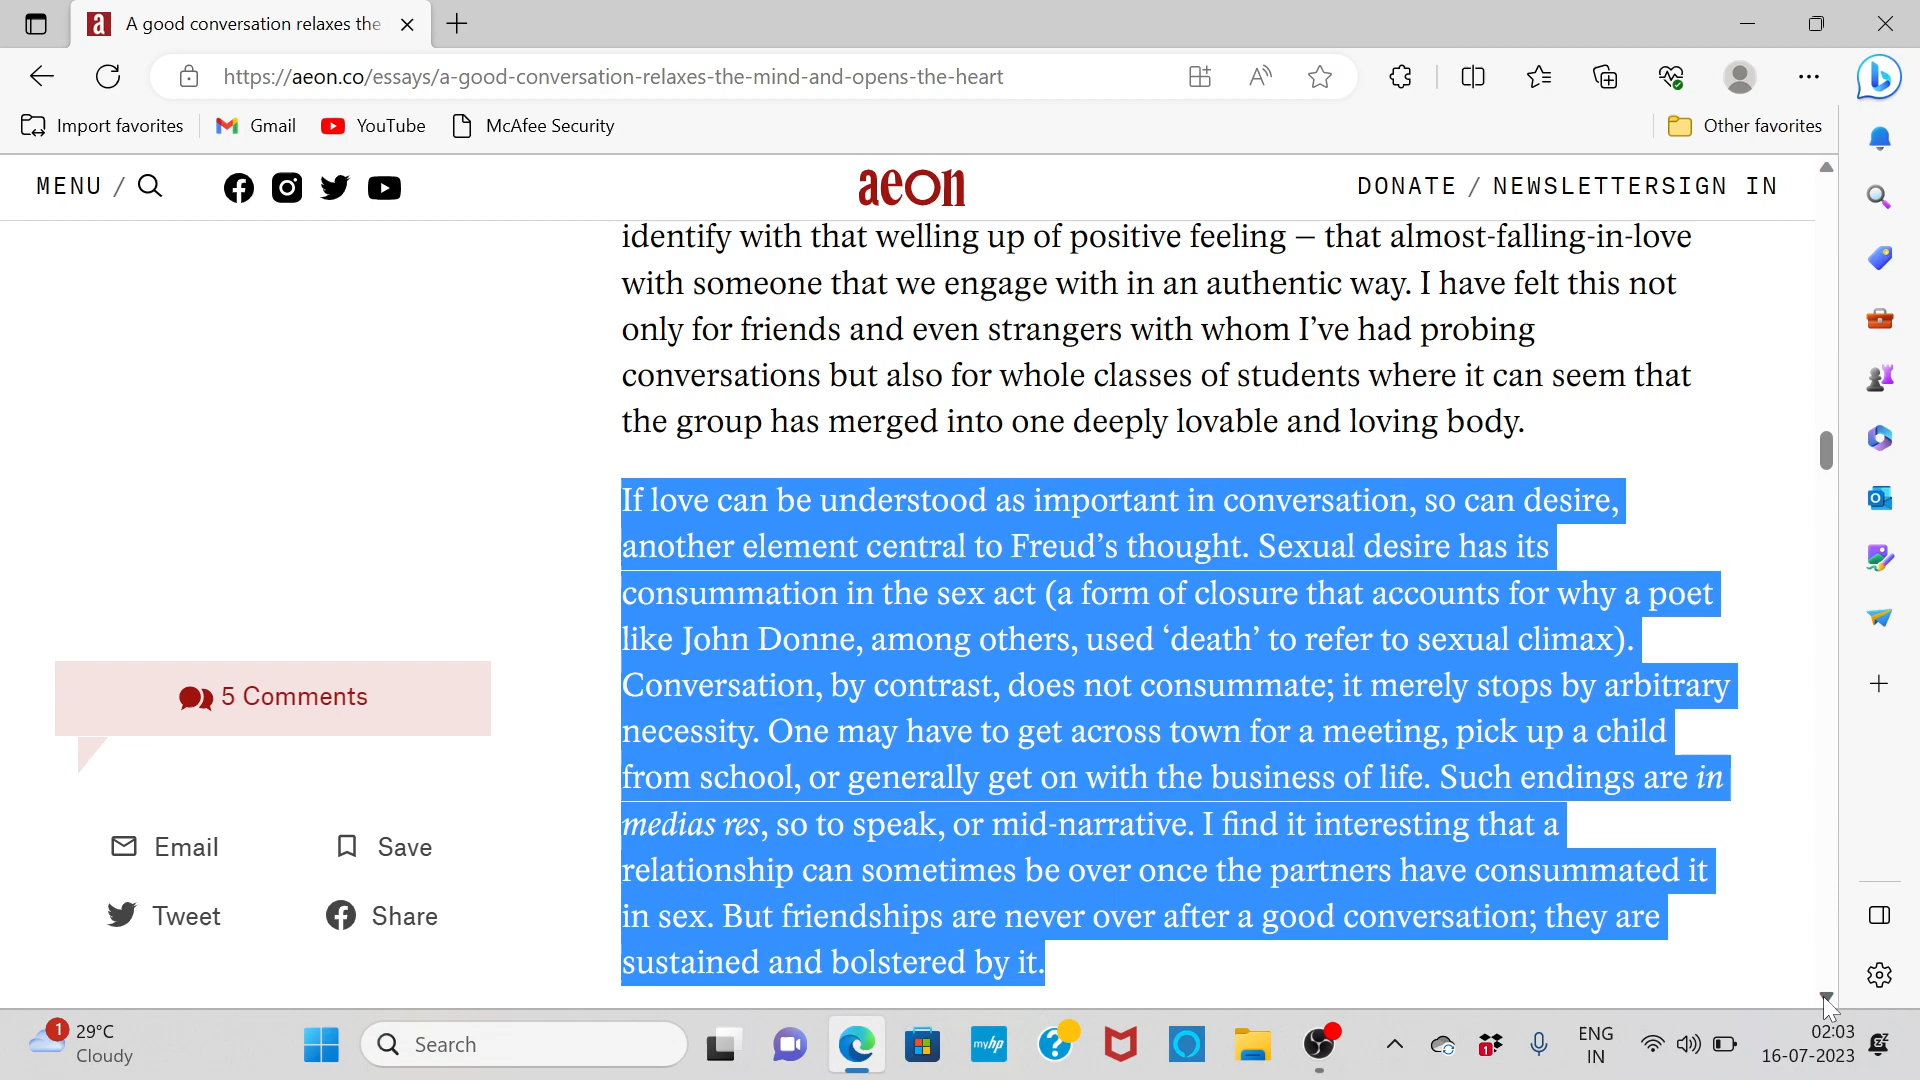 A good conversation relaxes the
https://aeon.co/essays/a-good-conversation-relaxes-the-mind-and-opens-the-heart
Import favorites
Gmail
YouTube
McAfee Security
Other favorites
MENU /
aeon
DONATE / NEWSLETTERSIGN IN
identify with that welling up of positive feeling – that almost-falling-in-love
with someone that we engage with in an authentic way. I have felt this not
only for friends and even strangers with whom I’ve had probing
conversations but also for whole classes of students where it can seem that
the group has merged into one deeply lovable and loving body.
If love can be understood as important in conversation, so can desire,
another element central to Freud’s thought. Sexual desire has its
consummation in the sex act (a form of closure that accounts for why a poet
like John Donne, among others, used ‘death’ to refer to sexual climax).
Conversation, by contrast, does not consummate; it merely stops by arbitrary
necessity. One may have to get across town for a meeting, pick up a child
from school, or generally get on with the business of life. Such endings are in
medias res, so to speak, or mid-narrative. I find it interesting that a
relationship can sometimes be over once the partners have consummated it
in sex. But friendships are never over after a good conversation; they are
sustained and bolstered by it.
5 Comments
Email
Save
Tweet
Share
1
29°C
Cloudy
Search
myhp
1
ENG
IN
02:03
16-07-2023